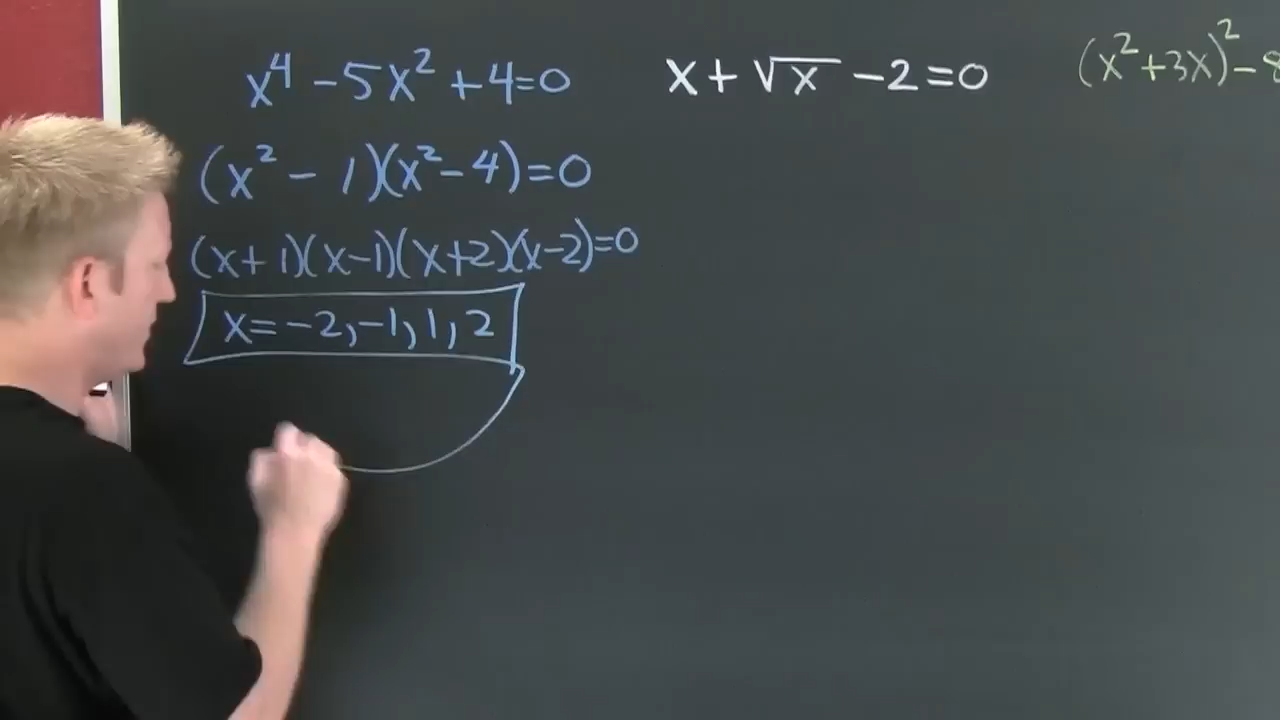 x⁴ - 5x² + 4 = 0
(x² - 1)(x² - 4) = 0
(x+1)(x-1)(x+2)(x-2) = 0
x = -2, -1, 1, 2
x + √x - 2 = 0
(x² + 3x)² - 8